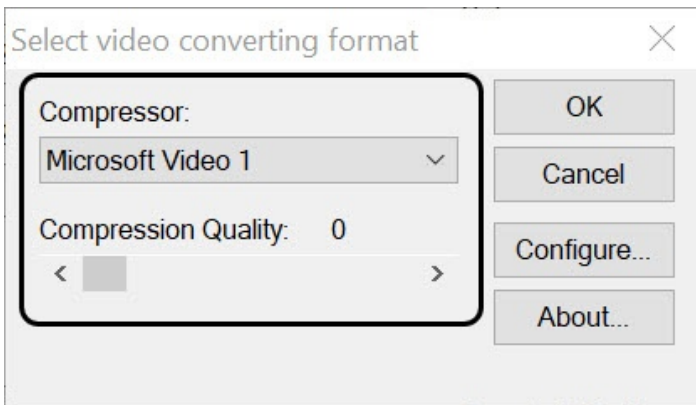 Select video converting format
Compressor:
Microsoft Video 1
Compression Quality: 0
OK
Cancel
Configure...
About...